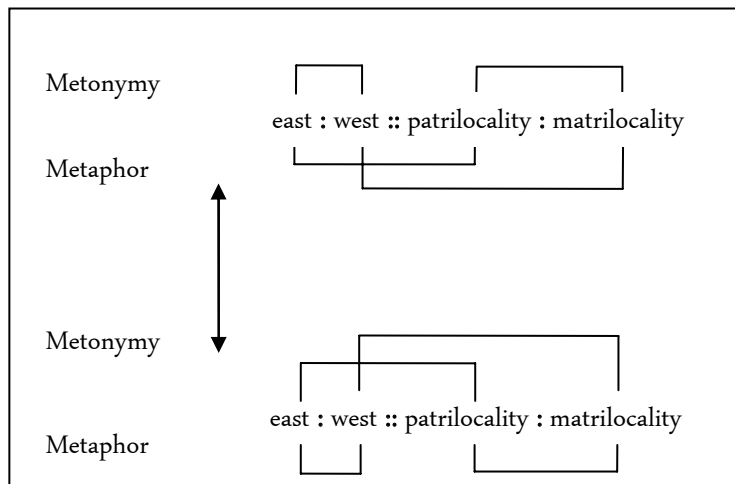 Metonymy
east : west :: patrilocality : matrilocality
Metaphor
Metonymy
east : west :: patrilocality : matrilocality
Metaphor